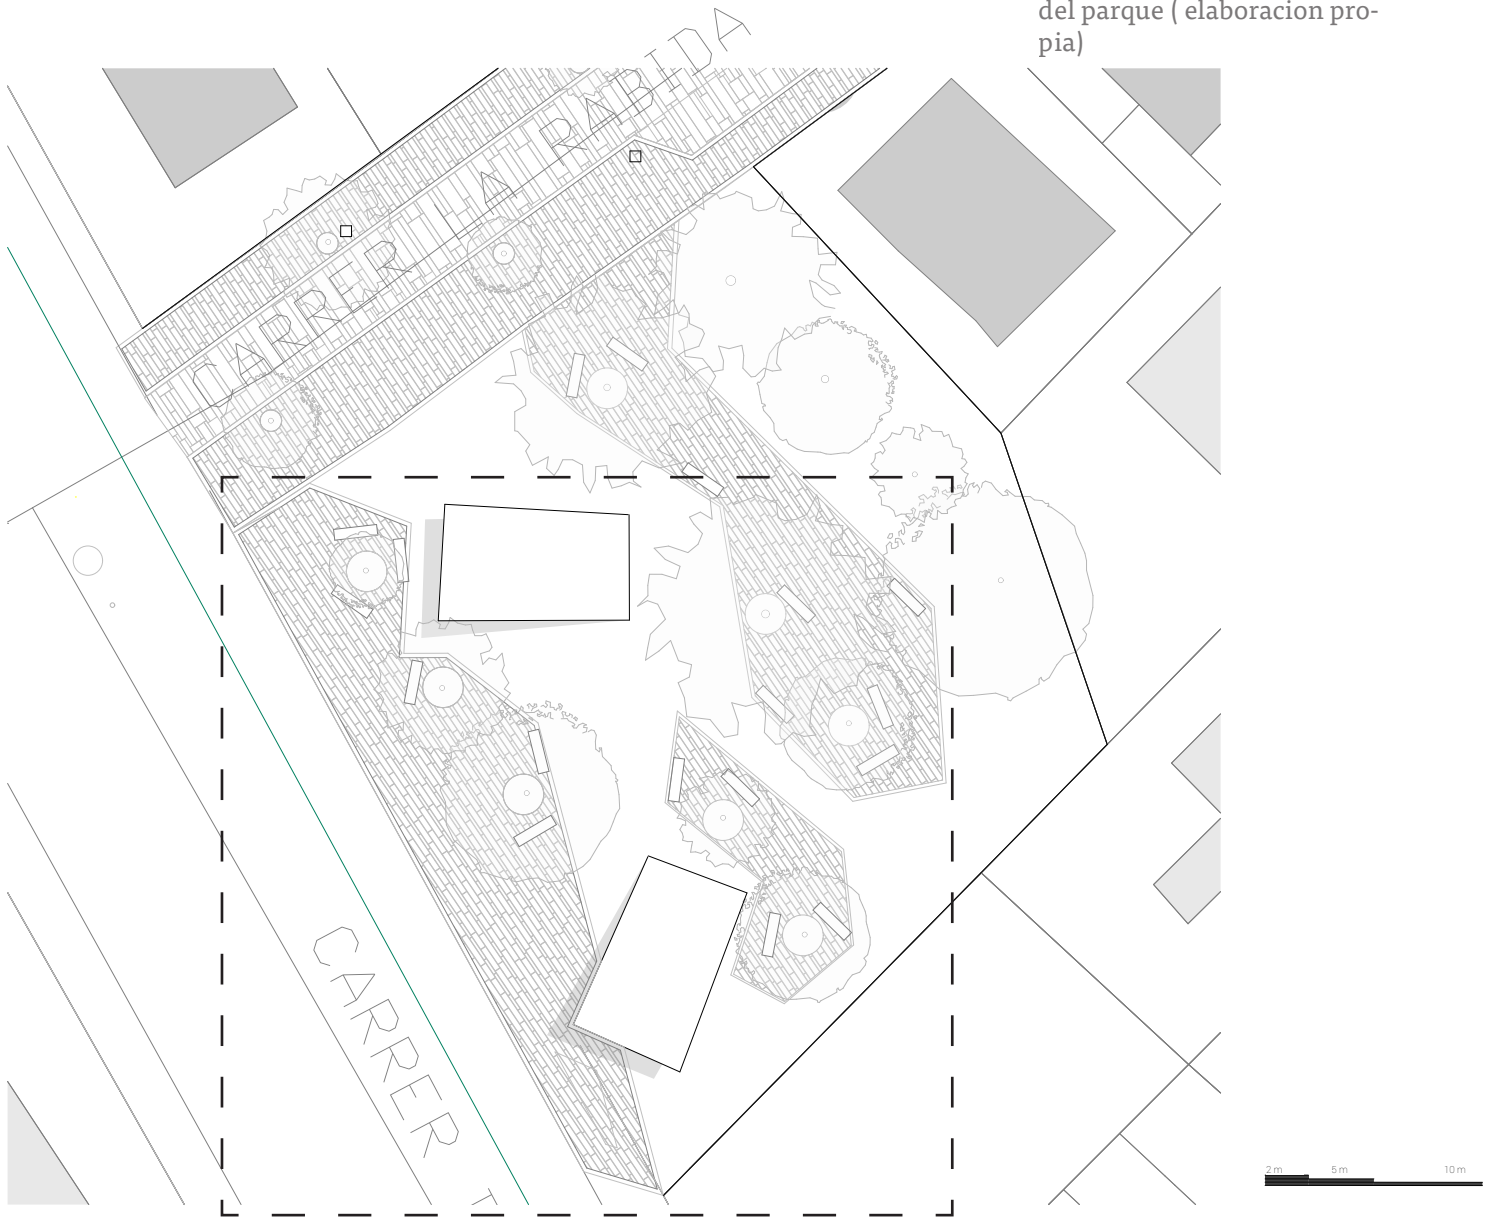 del parque ( elaboracion pro-
pia)
CARRER LA RABIDA
CARRER
2 m 5 m 10 m